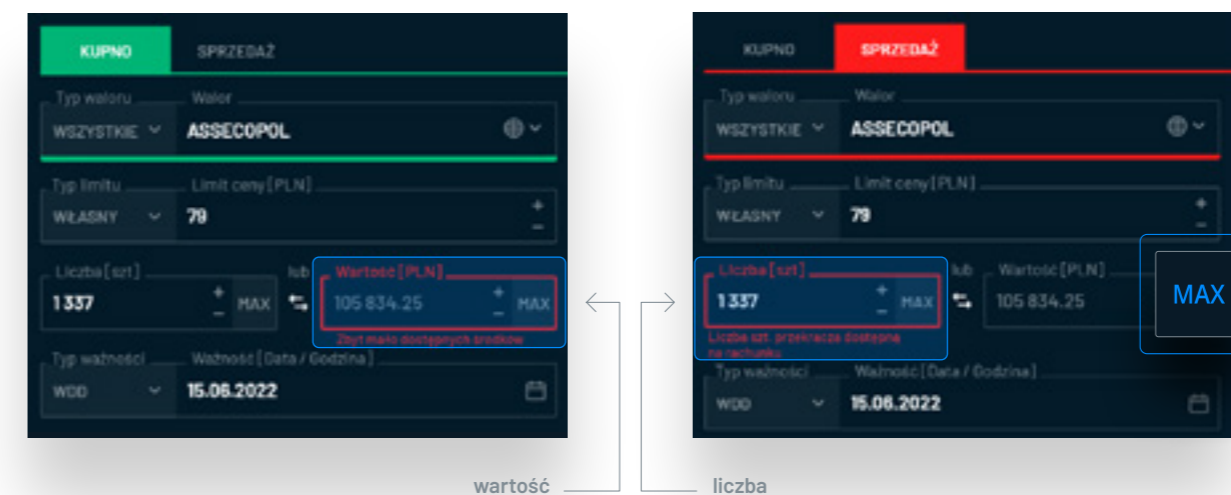 KUPNO SPRZEDAŻ
Typ waloru Walor
WSZYSTKIE ASSECOPOL
Typ limitu Limit ceny [PLN]
WŁASNY 79
+
−
Liczba [szt] lub Wartość [PLN]
1 337 + − MAX 105 834.25 + − MAX
Zbyt mało dostępnych środków
Typ ważności Ważność [Data / Godzina]
WDD 15.06.2022
KUPNO SPRZEDAŻ
Typ waloru Walor
WSZYSTKIE ASSECOPOL
Typ limitu Limit ceny [PLN]
WŁASNY 79
+
−
Liczba [szt] lub Wartość [PLN]
1 337 + − MAX 105 834.25 MAX
Liczba szt. przekracza dostępną
na rachunku
Typ ważności Ważność [Data / Godzina]
WDD 15.06.2022
wartość liczba